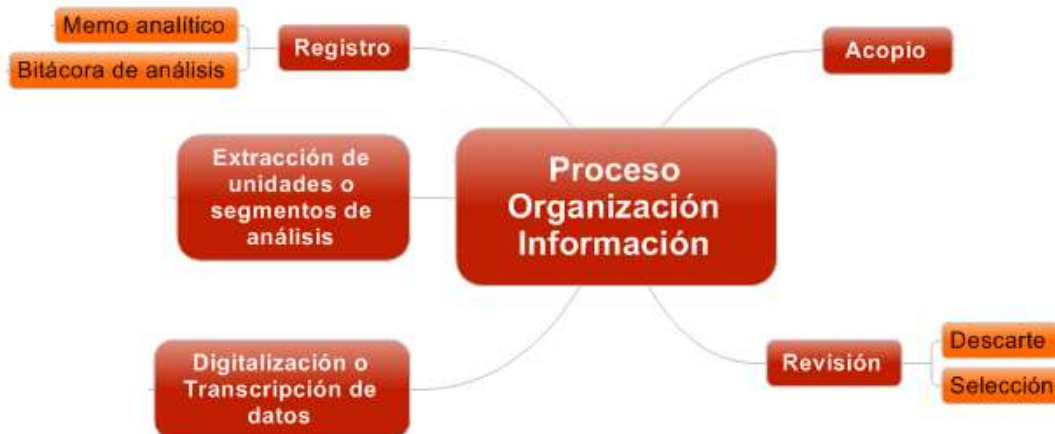 Memo analítico
Bitácora de análisis
Registro
Acopio
Extracción de
unidades o
segmentos de
análisis
Proceso
Organización
Información
Digitalización o
Transcripción de
datos
Revisión
Descarte
Selección